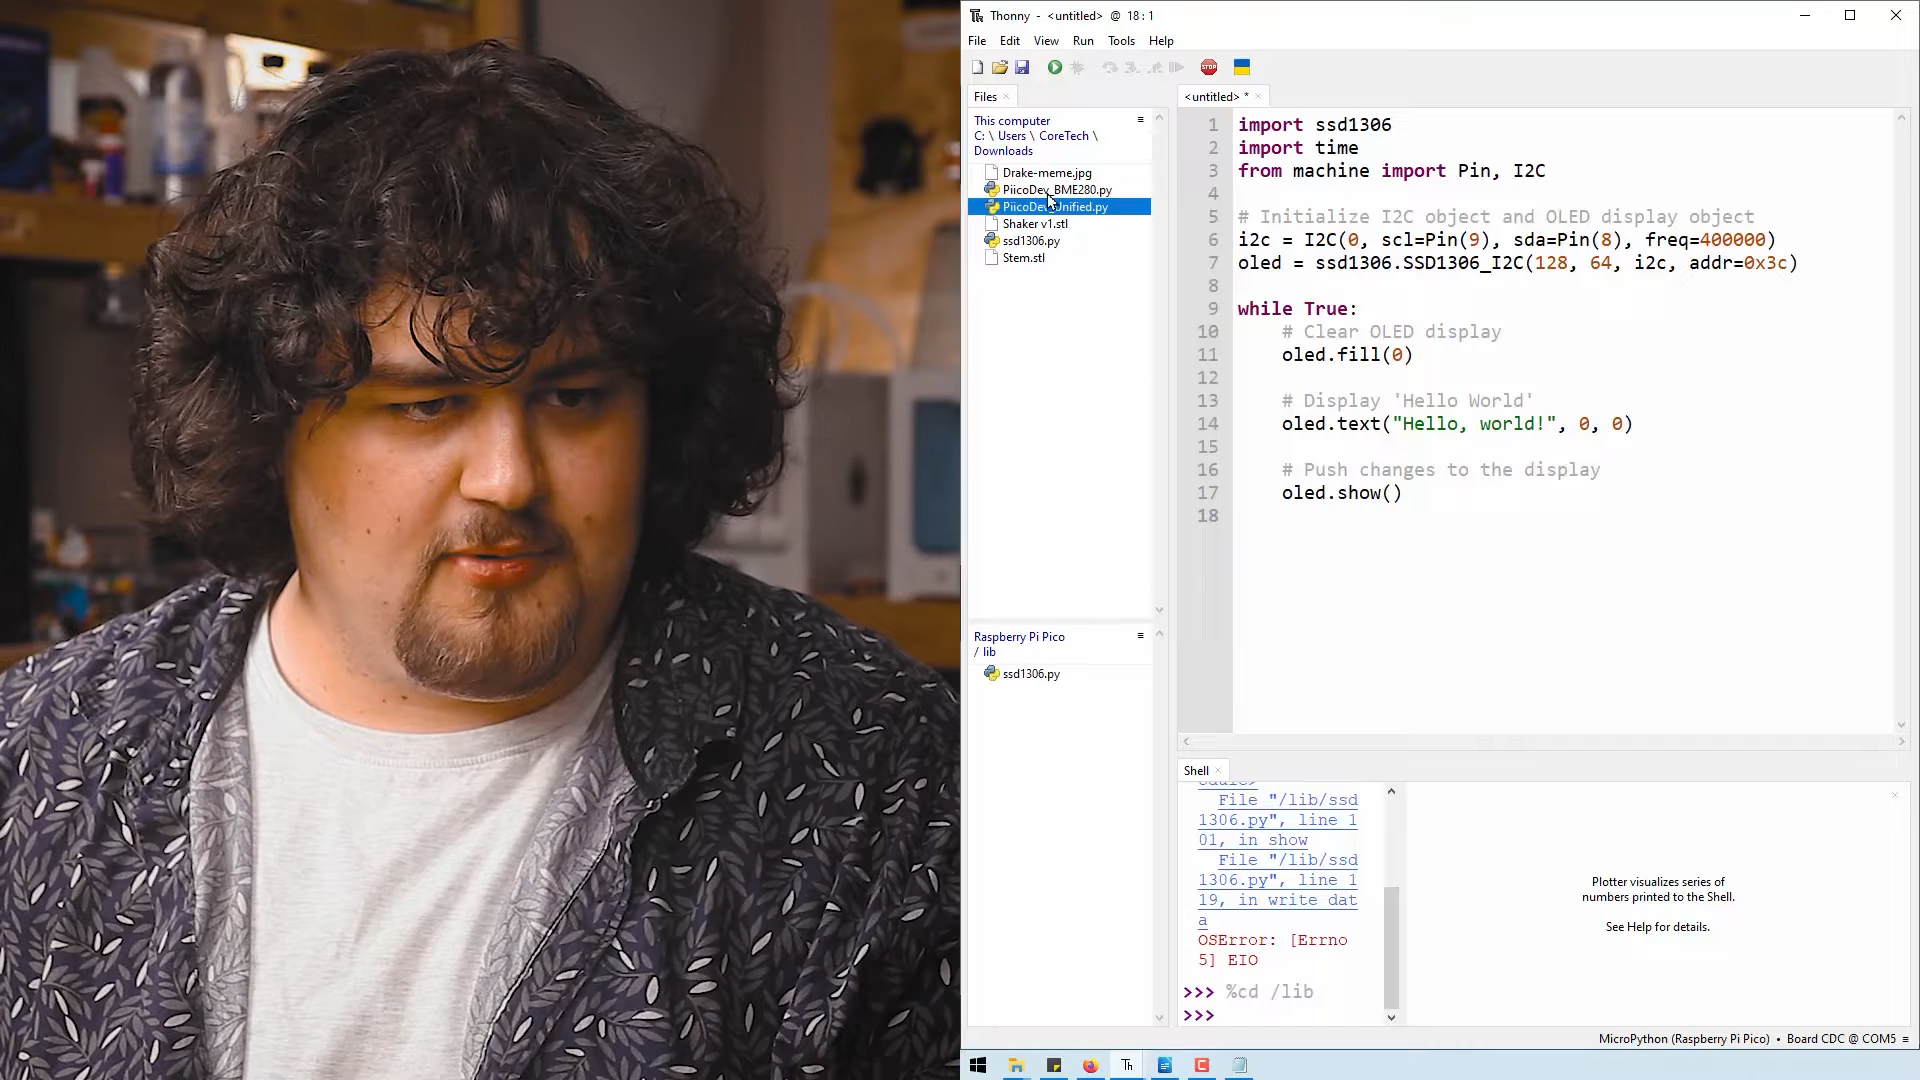 Thonny - <untitled> @ 18:1
File Edit View Run Tools Help
STOP
Files
This computer
C: \ Users \ CoreTech \
Downloads
Drake-meme.jpg
PiicoDev_BME280.py
PiicoDev_Unified.py
Shaker v1.stl
ssd1306.py
Stem.stl
Raspberry Pi Pico
/ lib
ssd1306.py
<untitled> *
1 import ssd1306
2 import time
3 from machine import Pin, I2C
4
5 # Initialize I2C object and OLED display object
6 i2c = I2C(0, scl=Pin(9), sda=Pin(8), freq=400000)
7 oled = ssd1306.SSD1306_I2C(128, 64, i2c, addr=0x3c)
8
9 while True:
10 # Clear OLED display
11 oled.fill(0)
12
13 # Display 'Hello World'
14 oled.text("Hello, world!", 0, 0)
15
16 # Push changes to the display
17 oled.show()
18
Shell
File "/lib/ssd
1306.py", line 1
01, in show
File "/lib/ssd
1306.py", line 1
19, in write_dat
a
OSError: [Errno
5] EIO
>>> %cd /lib
>>>
Plotter visualizes series of
numbers printed to the Shell.
See Help for details.
MicroPython (Raspberry Pi Pico) • Board CDC @ COM5
Th